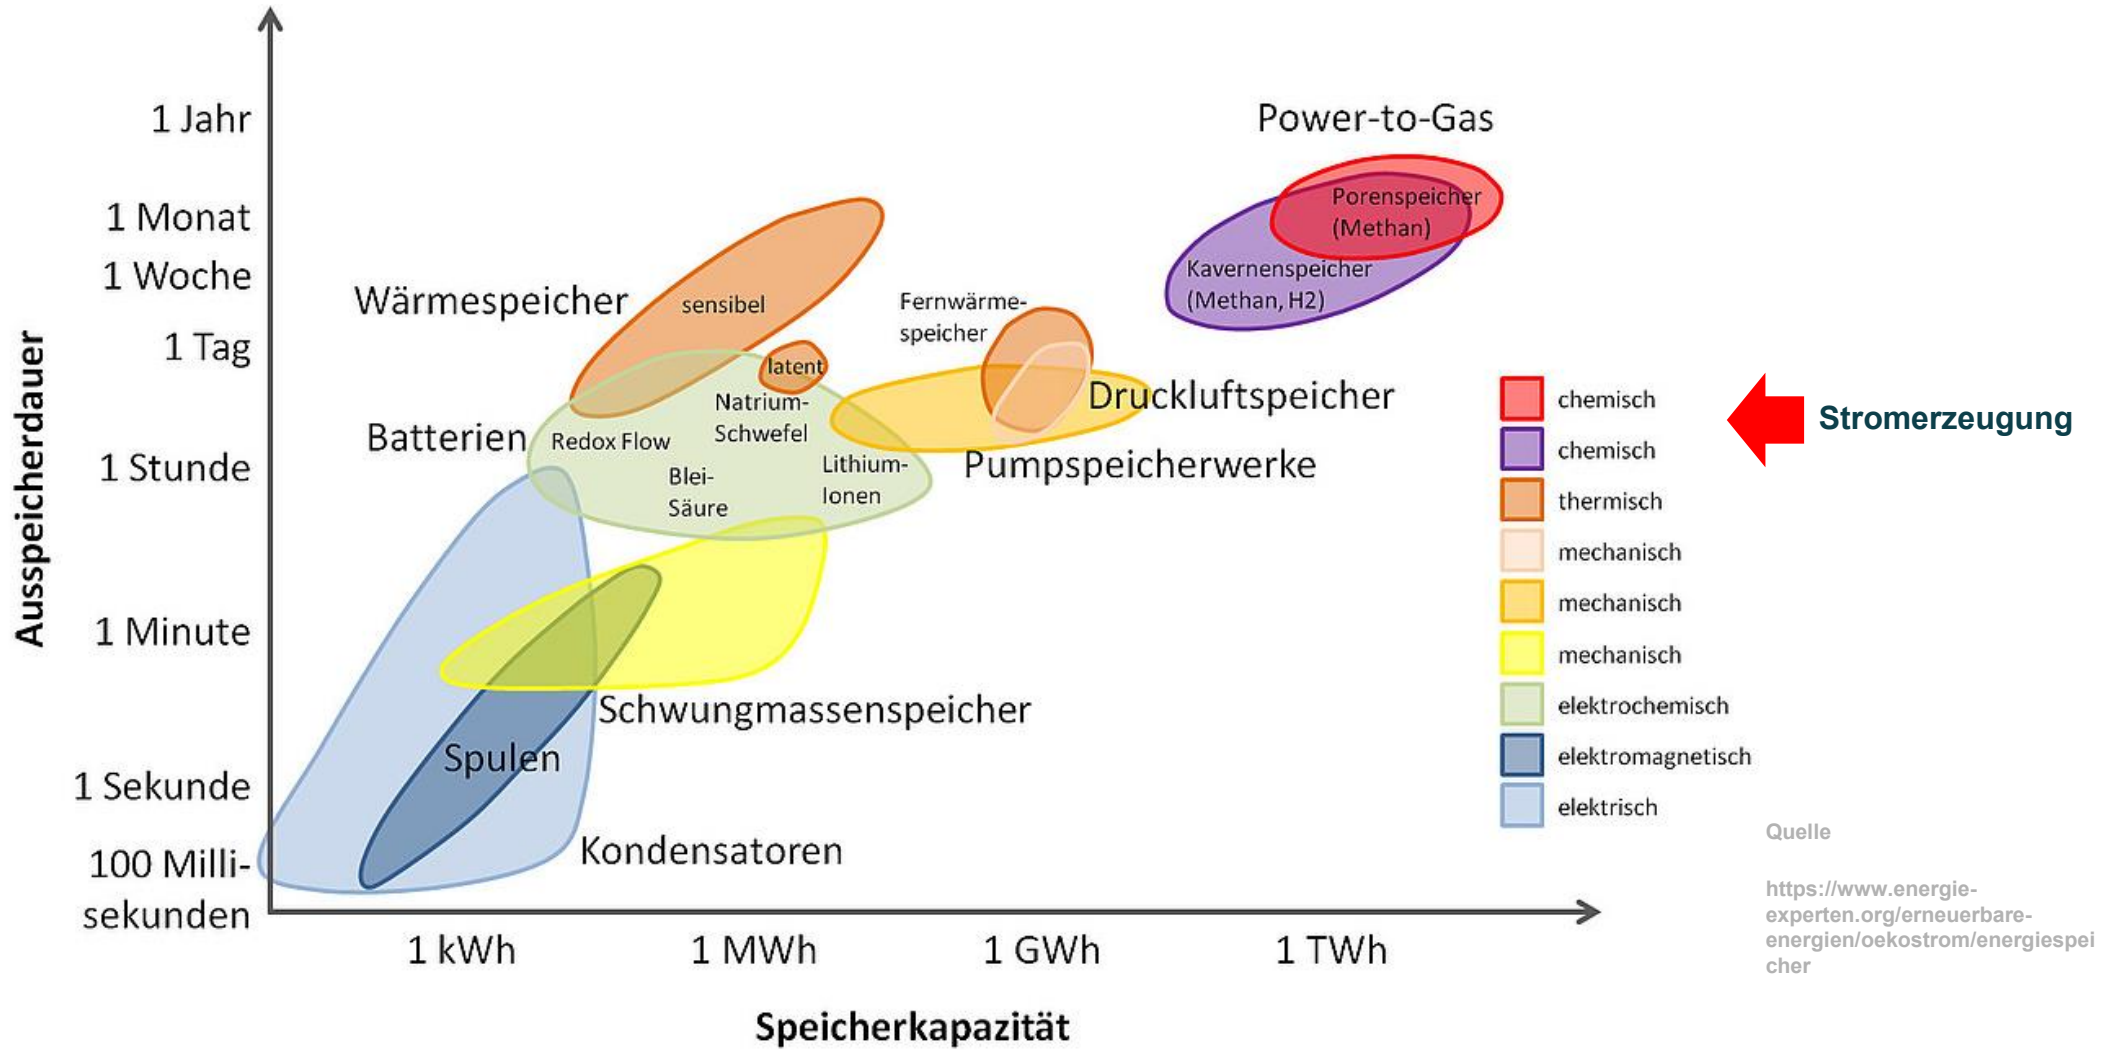 Power-to-Gas
1 Jahr
Porenspeicher
(Methan)
1 Monat
1 Woche
Kavernenspeicher
(Methan, H2)
Wärmespeicher
sensibel
Fernwärme-
speicher
1 Tag
latent
Druckluftspeicher
Natrium-
Schwefel
Batterien
Redox Flow
Pumpspeicherwerke
1 Stunde
Blei-
Säure
Lithium-
Ionen
1 Minute
Schwungmassenspeicher
Spulen
1 Sekunde
Kondensatoren
100 Milli-
sekunden
Ausspeicherdauer
1 kWh
1 MWh
1 GWh
1 TWh
Speicherkapazität
chemisch
chemisch
thermisch
mechanisch
mechanisch
mechanisch
elektrochemisch
elektromagnetisch
elektrisch
Stromerzeugung
Quelle
https://www.energie-
experten.org/erneuerbare-
energien/oekostrom/energiespei
cher